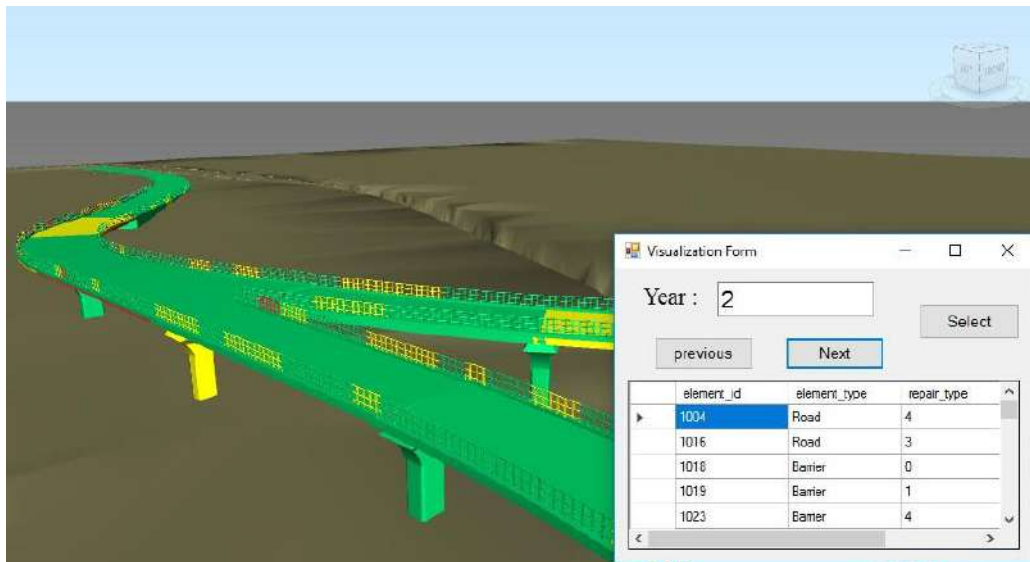 Visualization Form
Year : 2
Select
previous Next
element_id element_type repair_type
1004 Road 4
1016 Road 3
1018 Barrier 0
1019 Barrier 1
1023 Barrier 4